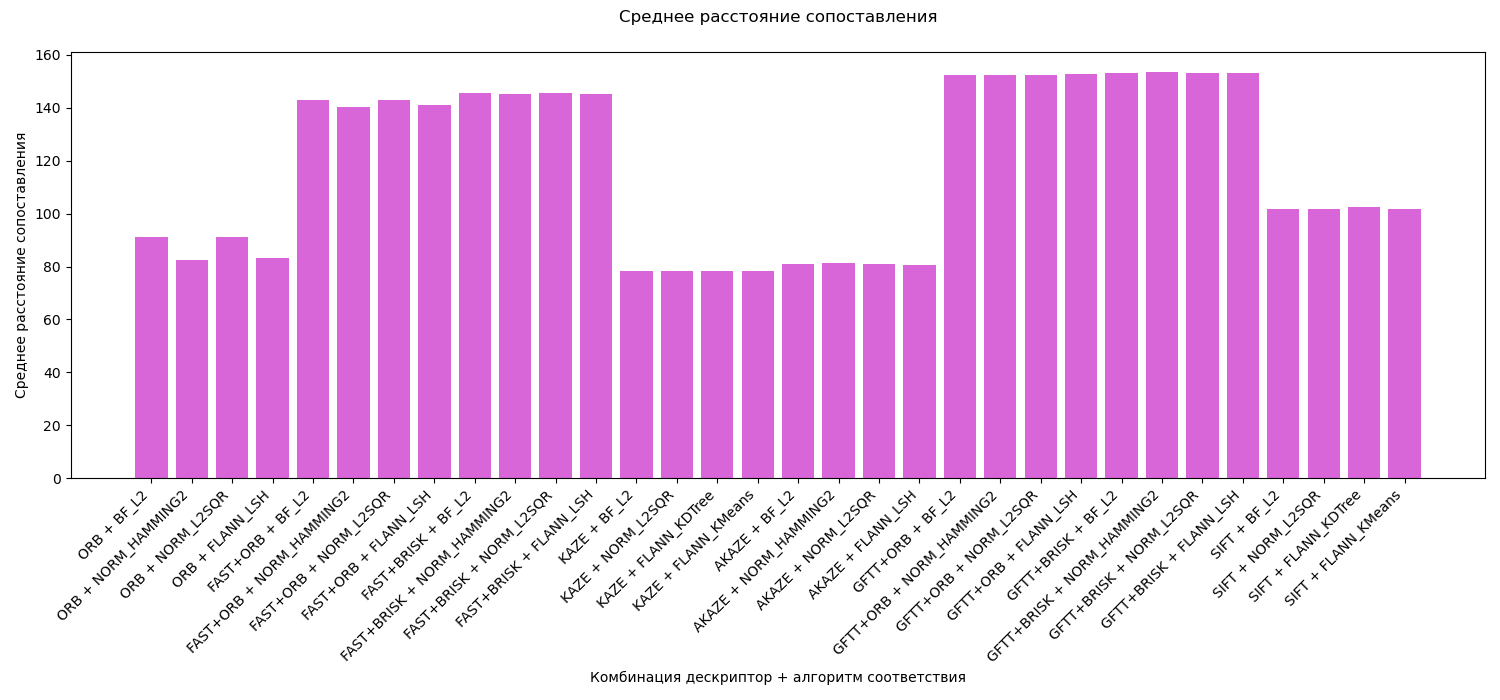 Среднее расстояние сопоставления
Среднее расстояние сопоставления
160
140
120
100
80
60
40
20
0
ORB + BF_L2
ORB + NORM_HAMMING2
ORB + NORM_L2SQR
ORB + FLANN_LSH
FAST+ORB + BF_L2
FAST+ORB + NORM_HAMMING2
FAST+ORB + NORM_L2SQR
FAST+ORB + FLANN_LSH
FAST+BRISK + BF_L2
FAST+BRISK + NORM_HAMMING2
FAST+BRISK + NORM_L2SQR
FAST+BRISK + FLANN_LSH
KAZE + BF_L2
KAZE + NORM_L2SQR
KAZE + FLANN_KDTree
KAZE + FLANN_KMeans
AKAZE + BF_L2
AKAZE + NORM_HAMMING2
AKAZE + NORM_L2SQR
AKAZE + FLANN_LSH
GFTT+ORB + BF_L2
GFTT+ORB + NORM_HAMMING2
GFTT+ORB + NORM_L2SQR
GFTT+ORB + FLANN_LSH
GFTT+BRISK + BF_L2
GFTT+BRISK + NORM_HAMMING2
GFTT+BRISK + NORM_L2SQR
GFTT+BRISK + FLANN_LSH
SIFT + BF_L2
SIFT + NORM_L2SQR
SIFT + FLANN_KDTree
SIFT + FLANN_KMeans
Комбинация дескриптор + алгоритм соответствия